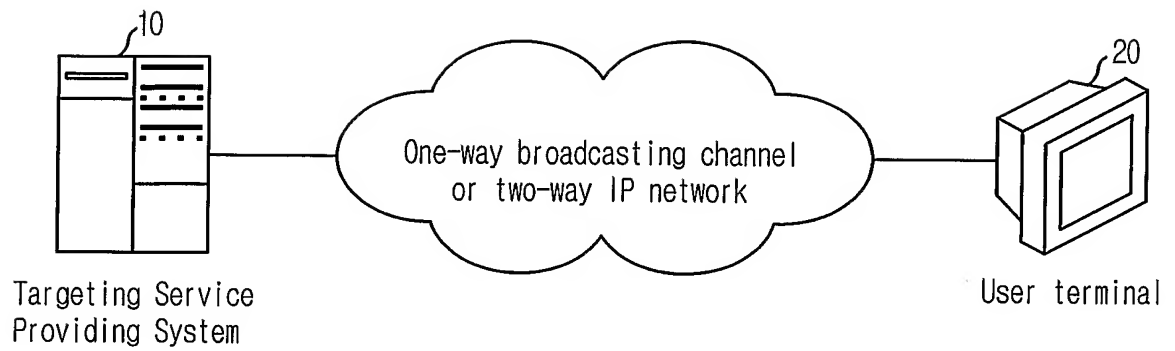 10
20
One-way broadcasting channel
or two-way IP network
Targeting Service
Providing System
User terminal